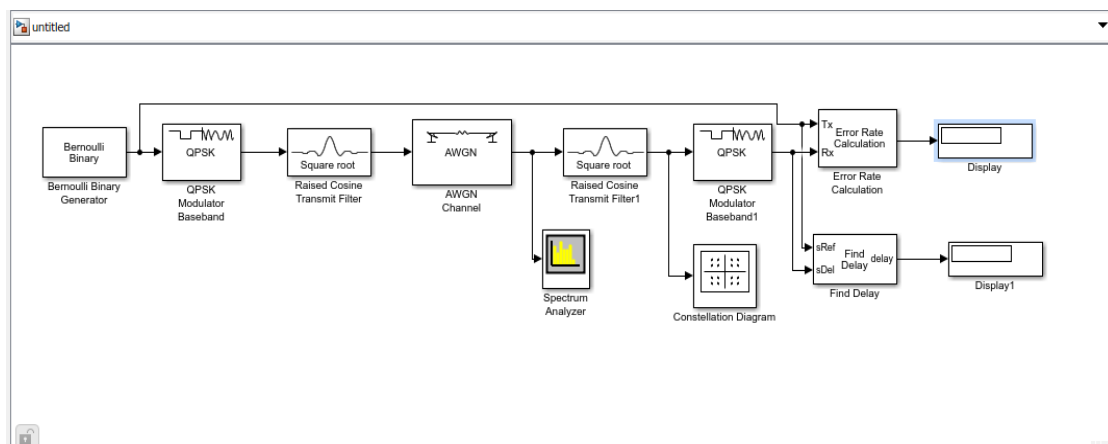 untitled
Bernoulli
Binary
Bernoulli Binary
Generator
QPSK
QPSK
Modulator
Baseband
Square root
Raised Cosine
Transmit Filter
AWGN
AWGN
Channel
Spectrum
Analyzer
Square root
Raised Cosine
Transmit Filter1
QPSK
QPSK
Modulator
Baseband1
Constellation Diagram
Tx
Rx
Error Rate
Calculation
Error Rate
Calculation
Display
sRef
sDel
Find
Delay
delay
Find Delay
Display1